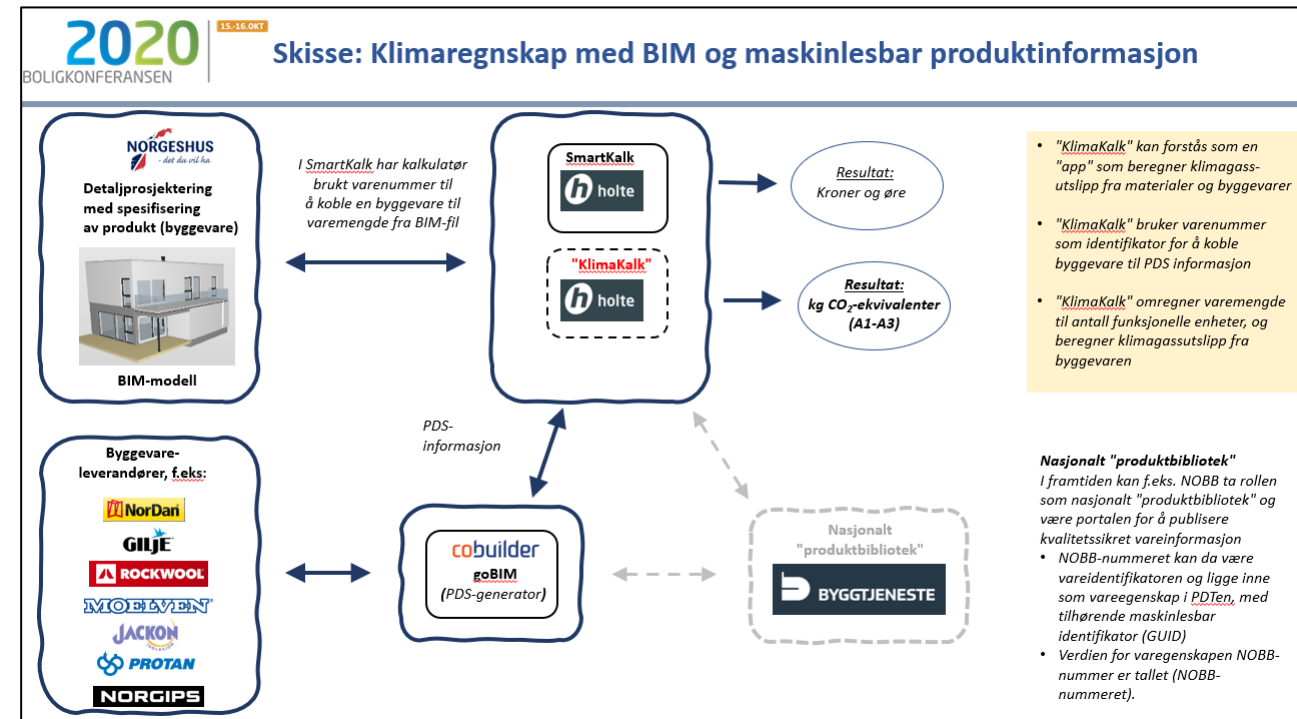 2020
BOLIGKONFERANSEN
15.-16.OKT
Skisse: Klimaregnskap med BIM og maskinlesbar produktinformasjon
NORGESHUS
- det du vil ha
Detaljprosjektering
med spesifisering
av produkt (byggevare)
BIM-modell
I SmartKalk har kalkulatør
brukt varenummer til
å koble en byggevare til
varemengde fra BIM-fil
SmartKalk
holte
"KlimaKalk"
holte
Resultat:
Kroner og øre
Resultat:
kg CO2-ekvivalenter
(A1-A3)
• "KlimaKalk" kan forstås som en
"app" som beregner klimagass-
utslipp fra materialer og byggevarer
• "KlimaKalk" bruker varenummer
som identifikator for å koble
byggevare til PDS informasjon
• "KlimaKalk" omregner varemengde
til antall funksjonelle enheter, og
beregner klimagassutslipp fra
byggevaren
Byggevare-
leverandører, f.eks:
NorDan
GILJE
ROCKWOOL
MOELVEN
JACKON
ISOLASJON
PROTAN
NORGIPS
PDS-
informasjon
cobuilder
goBIM
(PDS-generator)
Nasjonalt
"produktbibliotek"
BYGGTJENESTE
Nasjonalt "produktbibliotek"
I framtiden kan f.eks. NOBB ta rollen
som nasjonalt "produktbibliotek" og
være portalen for å publisere
kvalitetssikret vareinformasjon
• NOBB-nummeret kan da være
vareidentifikatoren og ligge inne
som vareegenskap i PDTen, med
tilhørende maskinlesbar
identifikator (GUID)
• Verdien for varegenskapen NOBB-
nummer er tallet (NOBB-
nummeret).